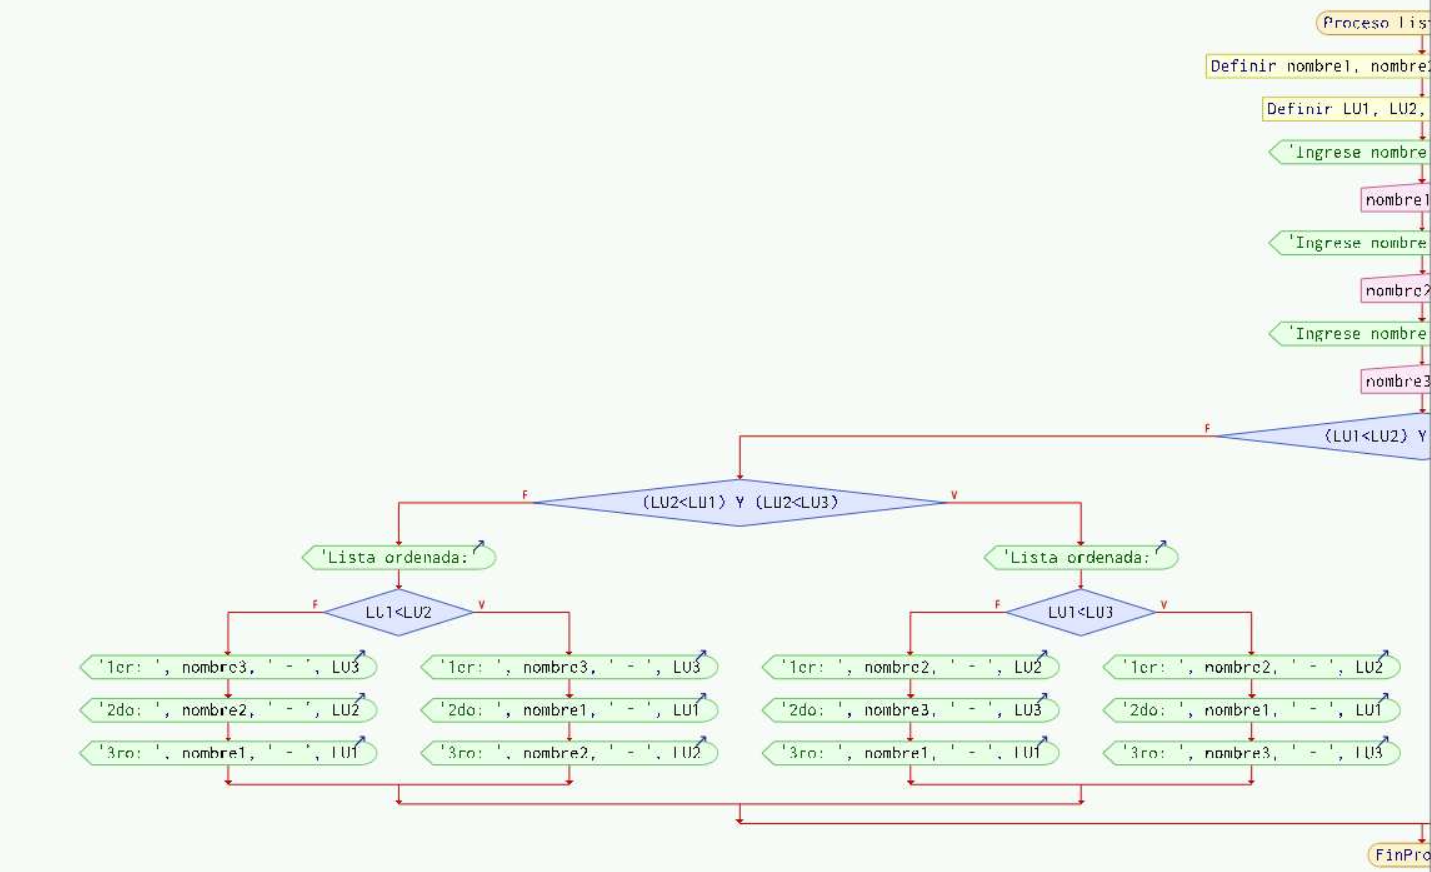 Proceso Lis
Definir nombre1, nombre2
Definir LU1, LU2,
'Ingrese nombre
nombre1
'Ingrese nombre
nombre2
'Ingrese nombre
nombre3
F
(LU1<LU2) Y
F
(LU2<LU1) Y (LU2<LU3)
V
'Lista ordenada:'
'Lista ordenada:'
F
LU1<LU2
V
F
LU1<LU3
V
'1er: ', nombre3, ' - ', LU3
'1er: ', nombre3, ' - ', LU3
'1er: ', nombre2, ' - ', LU2
'1er: ', nombre2, ' - ', LU2
'2do: ', nombre2, ' - ', LU2
'2do: ', nombre1, ' - ', LU1
'2do: ', nombre3, ' - ', LU3
'2do: ', nombre1, ' - ', LU1
'3ro: ', nombre1, ' - ', LU1
'3ro: ', nombre2, ' - ', LU2
'3ro: ', nombre1, ' - ', LU1
'3ro: ', nombre3, ' - ', LU3
FinPro